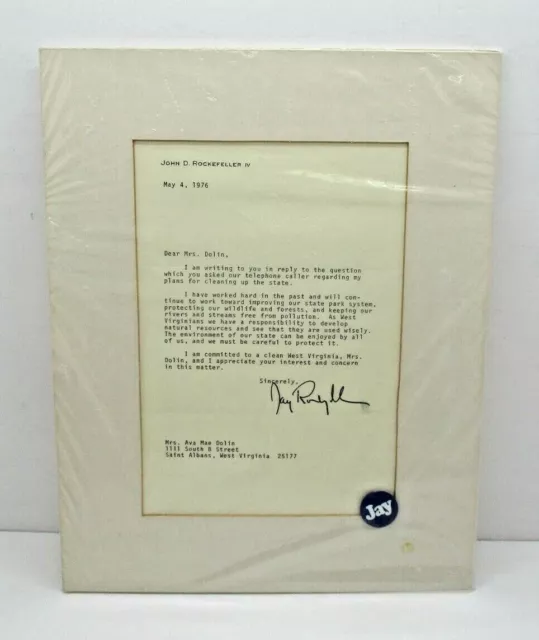 JOHN D. ROCKEFELLER IV
May 4, 1976
Dear Mrs. Dolin,
I am writing to you in reply to the question
which you asked our telephone caller regarding my
plans for cleaning up the state.
I have worked hard in the past and will con-
tinue to work toward improving our state park system,
protecting our wildlife and forests, and keeping our
rivers and streams free from pollution. As West
Virginians we have a responsibility to develop
natural resources and see that they are used wisely.
The environment of our state can be enjoyed by all
of us, and we must be careful to protect it.
I am committed to a clean West Virginia, Mrs.
Dolin, and I appreciate your interest and concern
in this matter.
Sincerely,
Jay Rockefeller
Mrs. Ava Mae Dolin
1111 South B Street
Saint Albans, West Virginia 25177
Jay